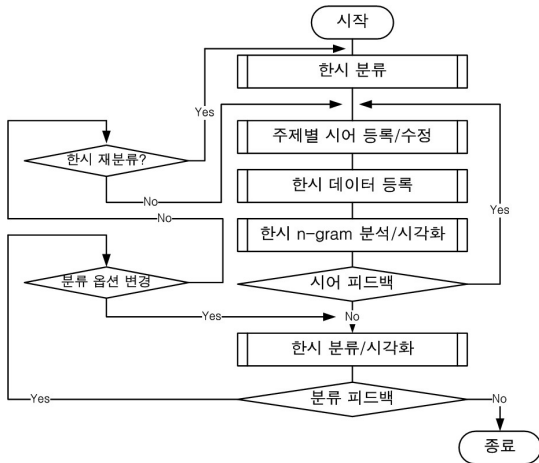 시작
한시 분류
Yes
주제별 시어 등록/수정
한시 재분류?
한시 데이터 등록
No
Yes
No
한시 n-gram 분석/시각화
분류 옵션 변경
시어 피드백
Yes
No
한시 분류/시각화
Yes
분류 피드백
No
종료